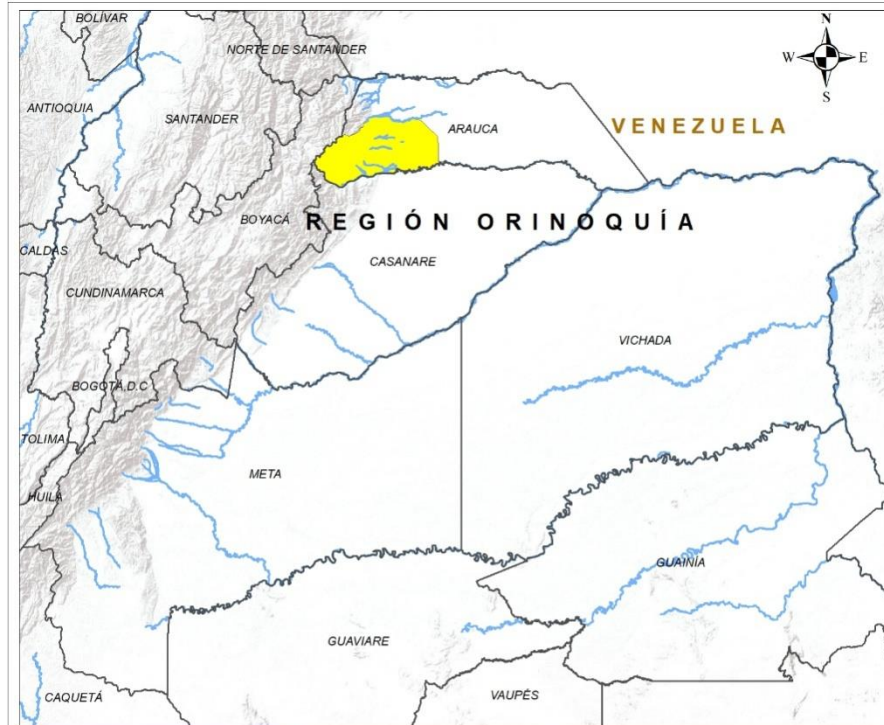 BOLÍVAR
N
W E
S
NORTE DE SANTANDER
ANTIOQUIA
SANTANDER
ARAUCA
VENEZUELA
BOYACÁ
REGIÓN ORINOQUÍA
CALDAS
CASANARE
CUNDINAMARCA
VICHADA
BOGOTÁ, D.C
TOLIMA
META
HUILA
GUAINÍA
GUAVIARE
CAQUETÁ
VAUPÉS